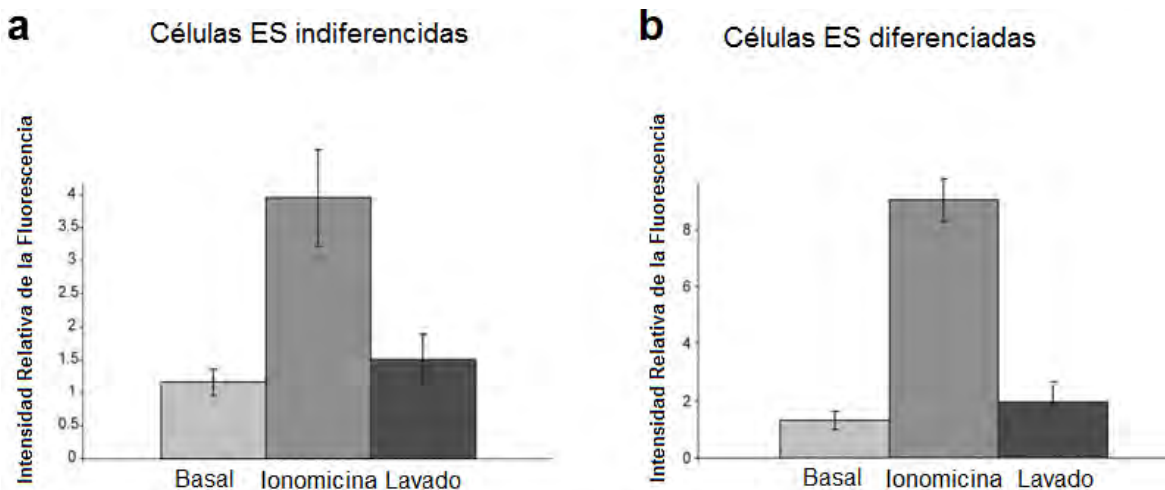 a
Células ES indiferencidas
Intensidad Relativa de la Fluorescencia
4
3.5
3
2.5
2
1.5
1
0.5
0
Basal Ionomicina Lavado
b
Células ES diferenciadas
Intensidad Relativa de la Fluorescencia
8
6
4
2
0
Basal Ionomicina Lavado